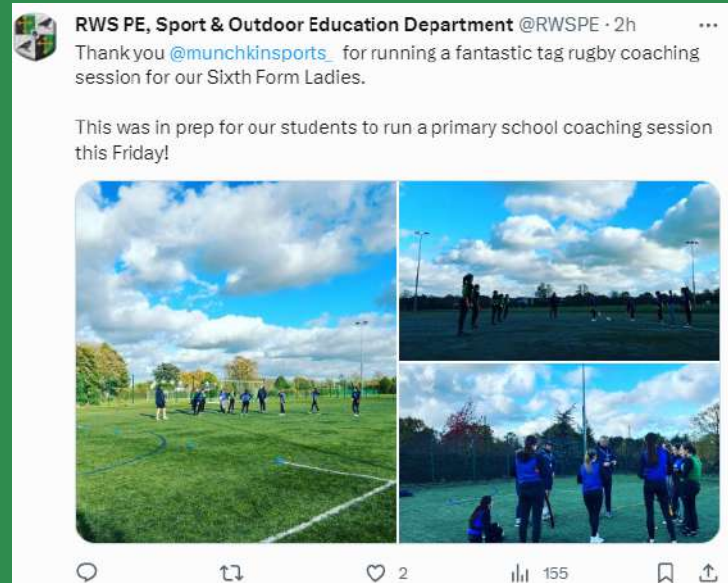 RWS PE, Sport & Outdoor Education Department @RWSPE · 2h
Thank you @munchkinsports_ for running a fantastic tag rugby coaching
session for our Sixth Form Ladies.
This was in prep for our students to run a primary school coaching session
this Friday!
2
155